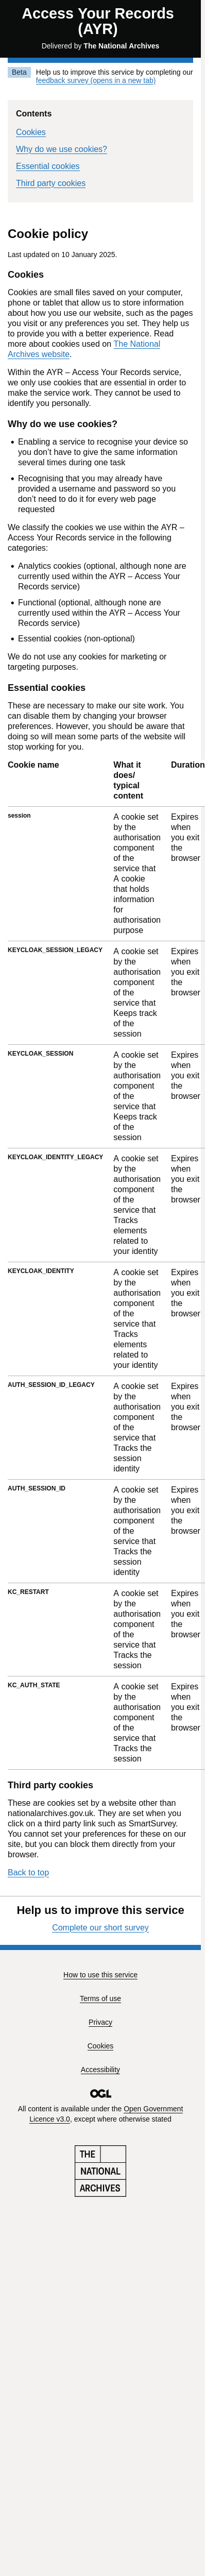 Access Your Records
(AYR)
Delivered by The National Archives
Beta
Help us to improve this service by completing our
feedback survey (opens in a new tab)
Contents
Cookies
Why do we use cookies?
Essential cookies
Third party cookies
Cookie policy
Last updated on 10 January 2025.
Cookies
Cookies are small files saved on your computer,
phone or tablet that allow us to store information
about how you use our website, such as the pages
you visit or any preferences you set. They help us
to provide you with a better experience. Read
more about cookies used on The National
Archives website.
Within the AYR – Access Your Records service,
we only use cookies that are essential in order to
make the service work. They cannot be used to
identify you personally.
Why do we use cookies?
• Enabling a service to recognise your device so
you don't have to give the same information
several times during one task
• Recognising that you may already have
provided a username and password so you
don't need to do it for every web page
requested
We classify the cookies we use within the AYR –
Access Your Records service in the following
categories:
• Analytics cookies (optional, although none are
currently used within the AYR – Access Your
Records service)
• Functional (optional, although none are
currently used within the AYR – Access Your
Records service)
• Essential cookies (non-optional)
We do not use any cookies for marketing or
targeting purposes.
Essential cookies
These are necessary to make our site work. You
can disable them by changing your browser
preferences. However, you should be aware that
doing so will mean some parts of the website will
stop working for you.
Cookie name
What it
does/
typical
content
Duration
session
A cookie set
by the
authorisation
component
of the
service that
A cookie
that holds
information
for
authorisation
purpose
Expires
when
you exit
the
browser
KEYCLOAK_SESSION_LEGACY
A cookie set
by the
authorisation
component
of the
service that
Keeps track
of the
session
Expires
when
you exit
the
browser
KEYCLOAK_SESSION
A cookie set
by the
authorisation
component
of the
service that
Keeps track
of the
session
Expires
when
you exit
the
browser
KEYCLOAK_IDENTITY_LEGACY
A cookie set
by the
authorisation
component
of the
service that
Tracks
elements
related to
your identity
Expires
when
you exit
the
browser
KEYCLOAK_IDENTITY
A cookie set
by the
authorisation
component
of the
service that
Tracks
elements
related to
your identity
Expires
when
you exit
the
browser
AUTH_SESSION_ID_LEGACY
A cookie set
by the
authorisation
component
of the
service that
Tracks the
session
identity
Expires
when
you exit
the
browser
AUTH_SESSION_ID
A cookie set
by the
authorisation
component
of the
service that
Tracks the
session
identity
Expires
when
you exit
the
browser
KC_RESTART
A cookie set
by the
authorisation
component
of the
service that
Tracks the
session
Expires
when
you exit
the
browser
KC_AUTH_STATE
A cookie set
by the
authorisation
component
of the
service that
Tracks the
session
Expires
when
you exit
the
browser
Third party cookies
These are cookies set by a website other than
nationalarchives.gov.uk. They are set when you
click on a third party link such as SmartSurvey.
You cannot set your preferences for these on our
site, but you can block them directly from your
browser.
Back to top
Help us to improve this service
Complete our short survey
How to use this service
Terms of use
Privacy
Cookies
Accessibility
OGL
All content is available under the Open Government
Licence v3.0, except where otherwise stated
THE
NATIONAL
ARCHIVES